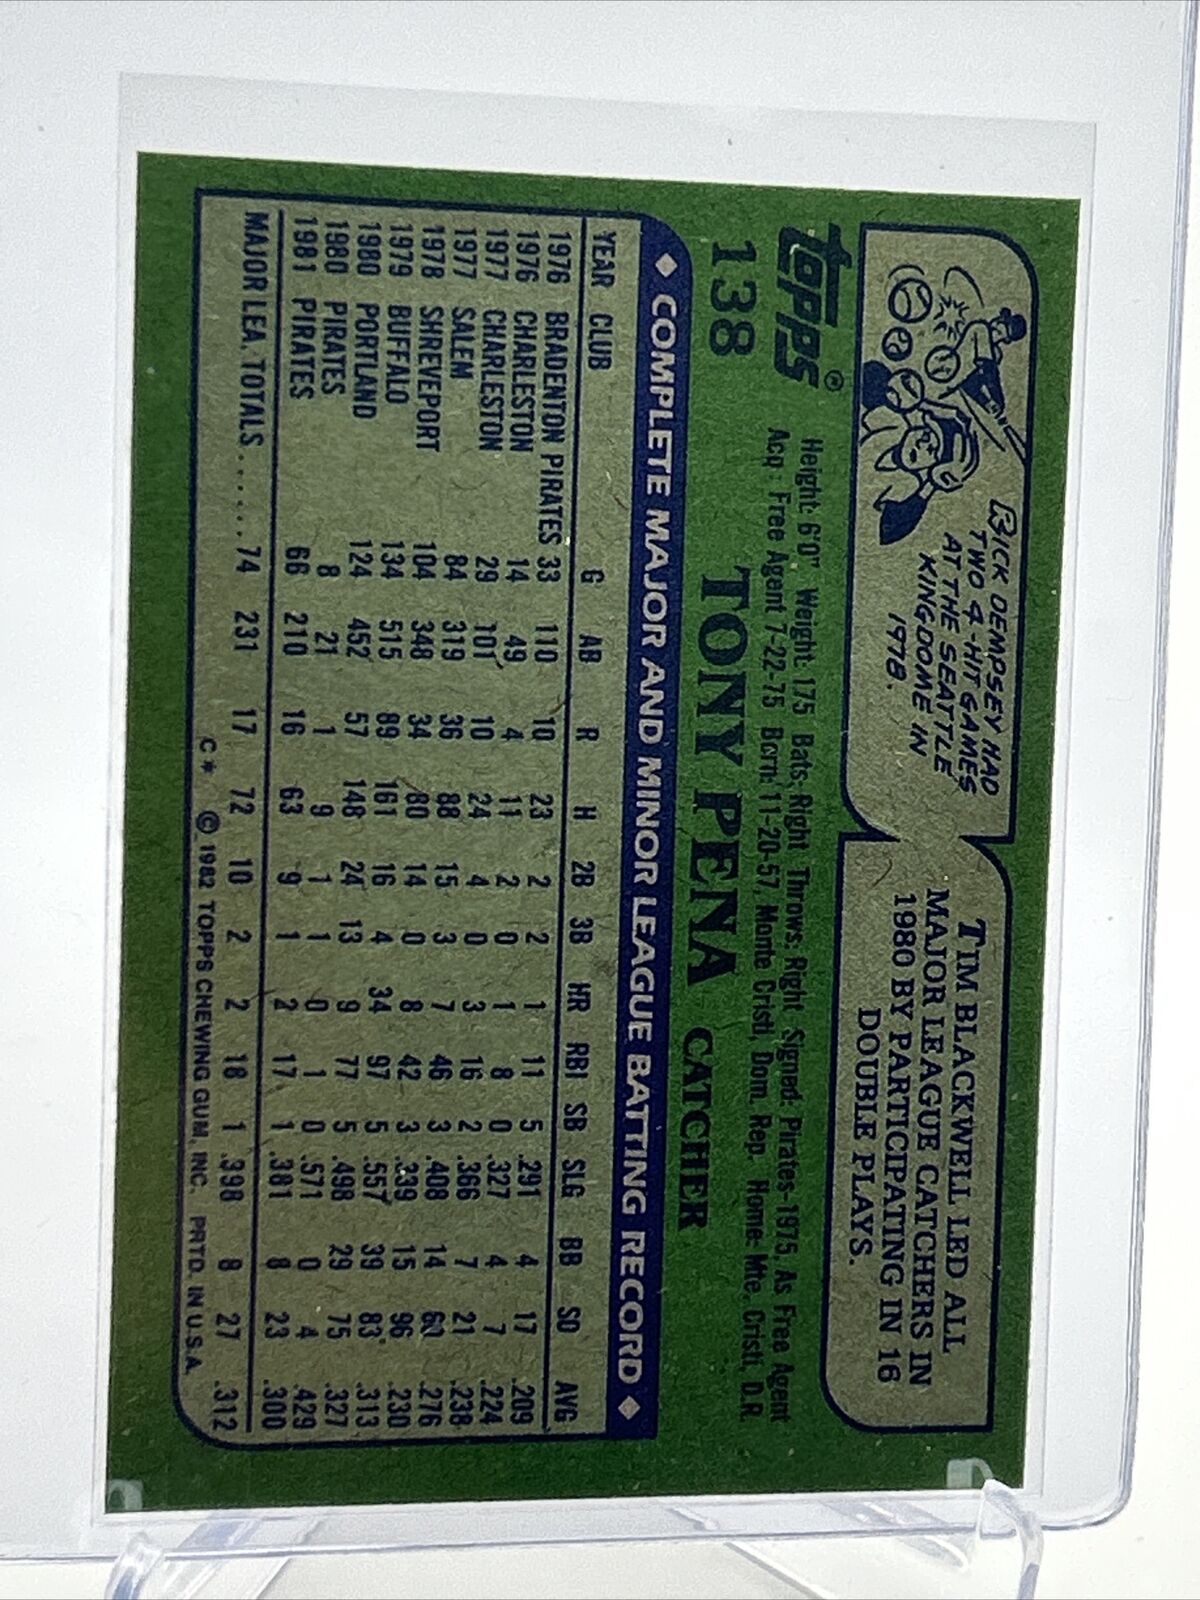 RICK DEMPSEY HAD
TWO 4-HIT GAMES
AT THE SEATTLE
KINGDOME IN
1978.
TIM BLACKWELL LED ALL
MAJOR LEAGUE CATCHERS IN
1980 BY PARTICIPATING IN 16
DOUBLE PLAYS.
topps®
138 TONY PENA CATCHER
Height: 6'0" Weight: 175 Bats: Right Throws: Right Signed: Pirates-1975, As Free Agent
Acq: Free Agent 7-22-75 Born: 11-20-57, Monte Cristi, Dom. Rep. Home: Mte. Cristi, D.R.
COMPLETE MAJOR AND MINOR LEAGUE BATTING RECORD
YEAR CLUB G AB R H 2B 3B HR RBI SB SLG BB SO AVG
1976 BRADENTON PIRATES 33 110 10 23 2 2 1 11 5 .291 4 17 .209
1976 CHARLESTON 14 49 4 11 2 0 1 8 0 .327 4 7 .224
1977 CHARLESTON 29 101 10 24 4 0 3 16 2 .366 7 21 .238
1977 SALEM 84 319 36 88 15 3 7 46 3 .408 14 60 .276
1978 SHREVEPORT 104 348 34 80 14 0 8 42 3 .339 15 96 .230
1979 BUFFALO 134 515 89 161 16 4 34 97 5 .557 39 83 .313
1980 PORTLAND 124 452 57 148 24 13 9 77 5 .498 29 75 .327
1980 PIRATES 8 21 1 9 1 1 0 1 0 .571 0 4 .429
1981 PIRATES 66 210 16 63 9 1 2 17 1 .381 8 23 .300
MAJOR LEA. TOTALS ..... 74 231 17 72 10 2 2 18 1 .398 8 27 .312
C* © 1982 TOPPS CHEWING GUM, INC. PRTD. IN U.S.A.